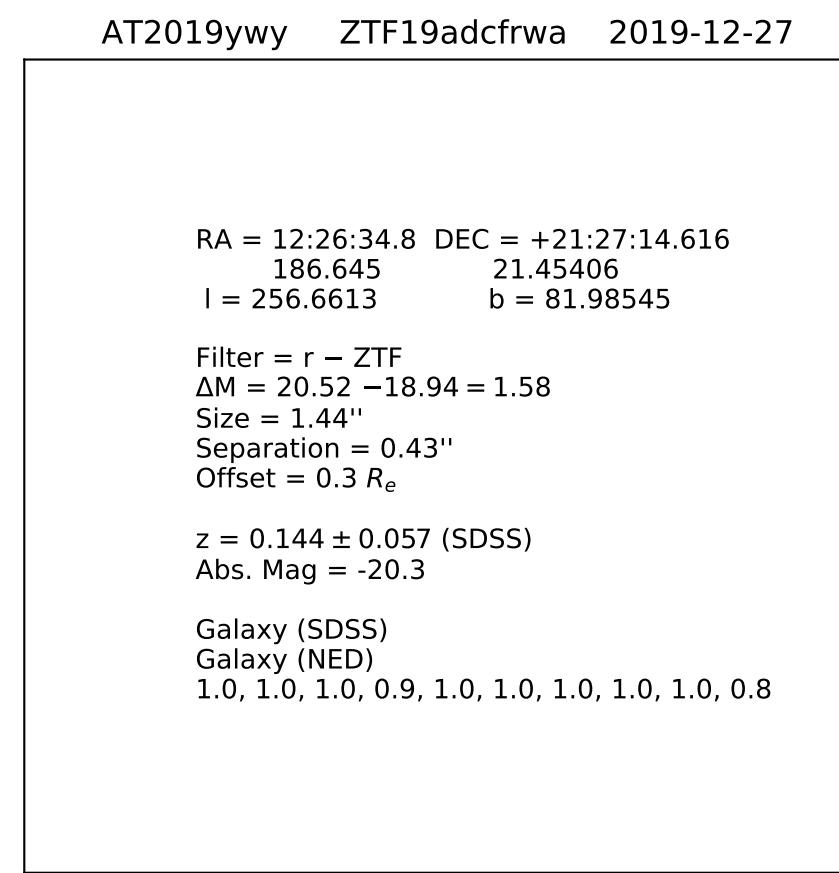 AT2019ywy ZTF19adcfrwa 2019-12-27
RA = 12:26:34.8 DEC = +21:27:14.616
186.645 21.45406
l = 256.6613 b = 81.98545
Filter = r − ZTF
ΔM = 20.52 −18.94 = 1.58
Size = 1.44''
Separation = 0.43''
Offset = 0.3 Rₑ
z = 0.144 ± 0.057 (SDSS)
Abs. Mag = -20.3
Galaxy (SDSS)
Galaxy (NED)
1.0, 1.0, 1.0, 0.9, 1.0, 1.0, 1.0, 1.0, 1.0, 0.8